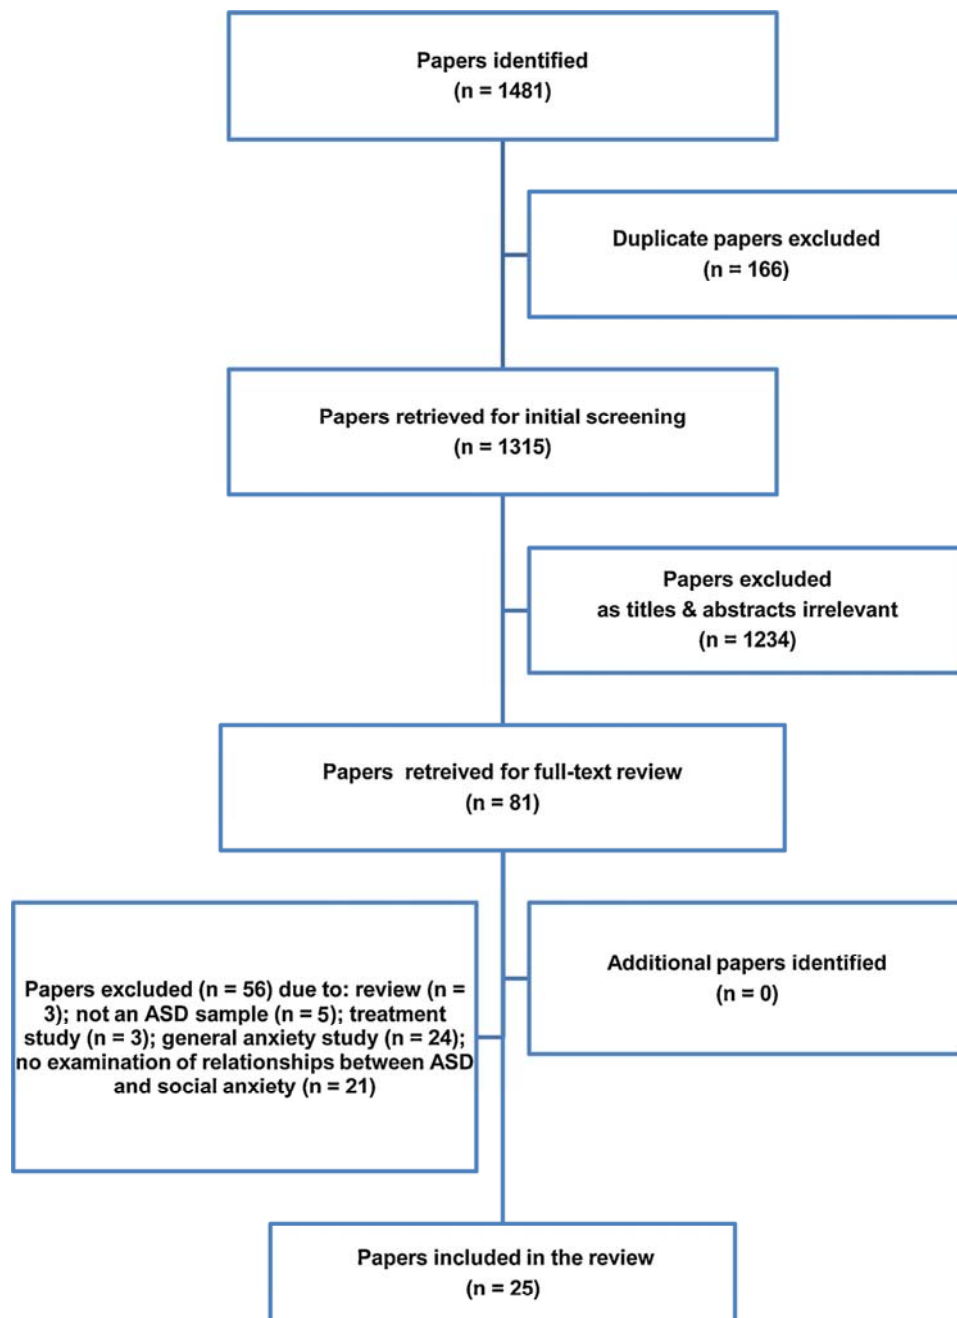 Papers identified
(n = 1481)
Duplicate papers excluded
(n = 166)
Papers retrieved for initial screening
(n = 1315)
Papers excluded
as titles & abstracts irrelevant
(n = 1234)
Papers retreived for full-text review
(n = 81)
Papers excluded (n = 56) due to: review (n =
3); not an ASD sample (n = 5); treatment
study (n = 3); general anxiety study (n = 24);
no examination of relationships between ASD
and social anxiety (n = 21)
Additional papers identified
(n = 0)
Papers included in the review
(n = 25)